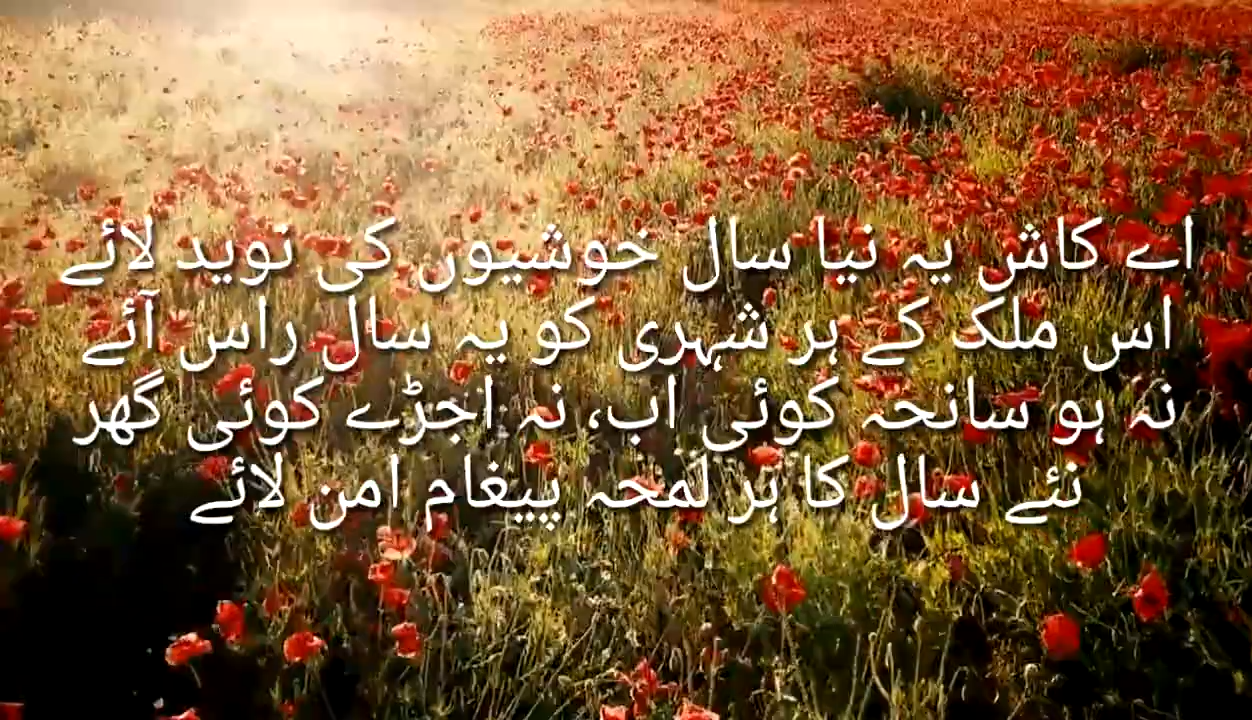 اے کاش یہ نیا سال خوشیوں کی نوید لائے
اس ملک کے ہر شہری کو یہ سال راس آئے
نہ ہو سانحہ کوئی اب، نہ اجڑے کوئی گھر
نئے سال کا ہر لمحہ پیغام امن لائے